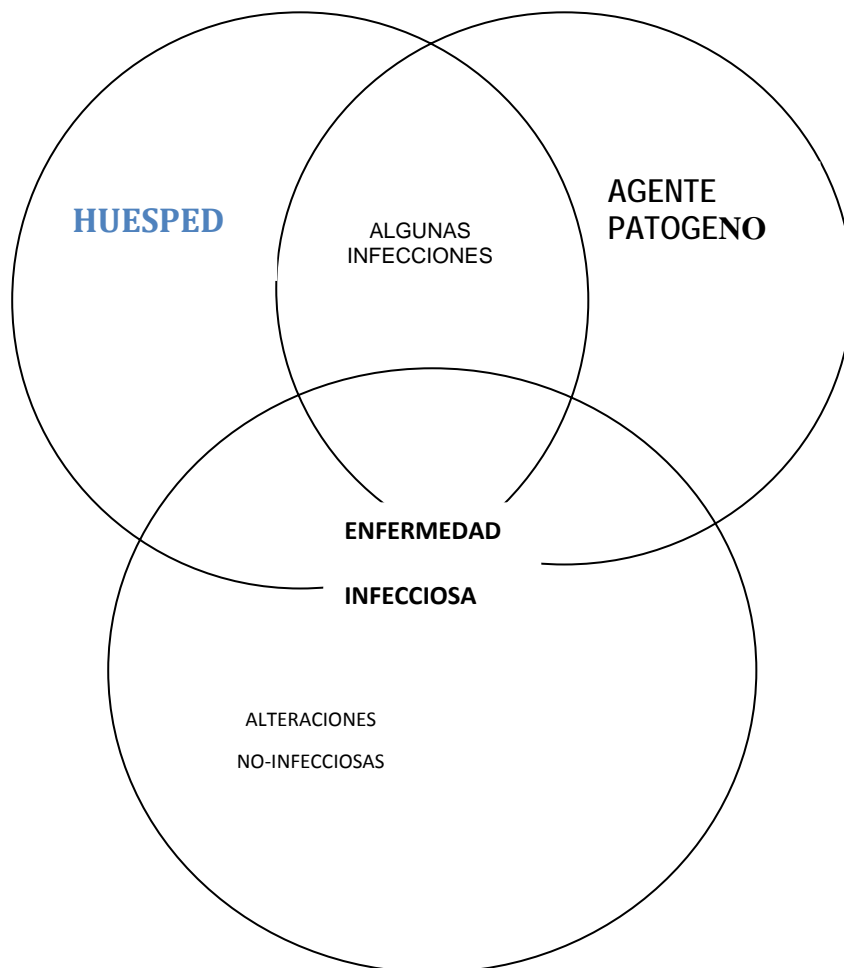 HUESPED
ALGUNAS
INFECCIONES
AGENTE
PATOGENO
ENFERMEDAD
INFECCIOSA
ALTERACIONES
NO-INFECCIOSAS